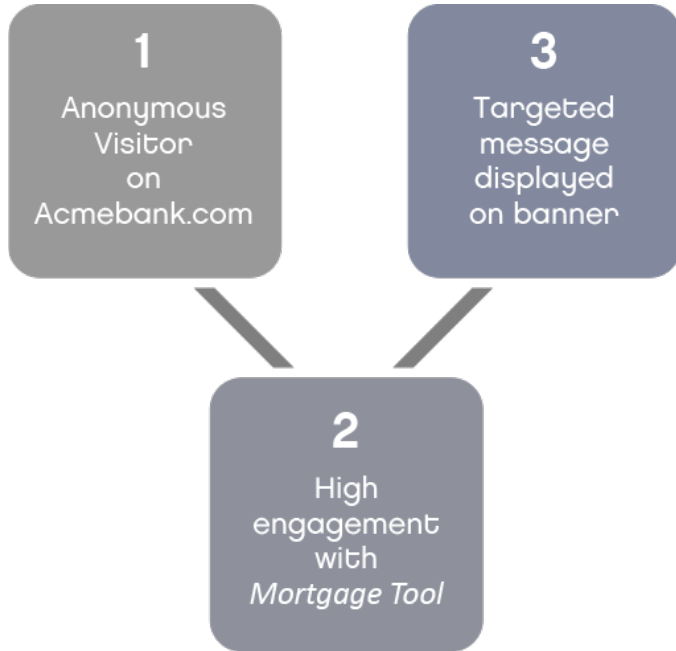 1
Anonymous
Visitor
on
Acmebank.com
2
High
engagement
with
Mortgage Tool
3
Targeted
message
displayed
on banner